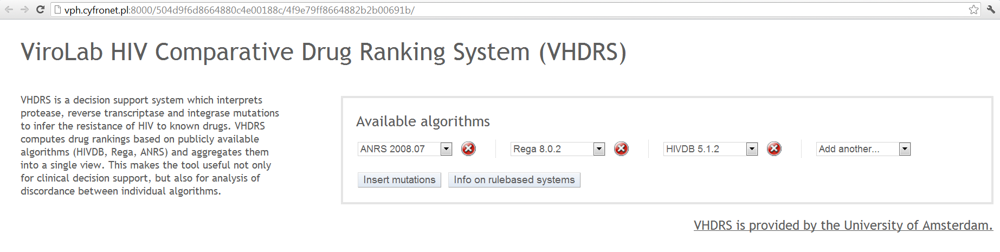 vph.cyfronet.pl:8000/504d9f6d8664880c4e00188c/4f9e79ff8664882b2b00691b/
ViroLab HIV Comparative Drug Ranking System (VHDRS)
VHDRS is a decision support system which interprets
protease, reverse transcriptase and integrase mutations
to infer the resistance of HIV to known drugs. VHDRS
computes drug rankings based on publicly available
algorithms (HIVDB, Rega, ANRS) and aggregates them
into a single view. This makes the tool useful not only
for clinical decision support, but also for analysis of
discordance between individual algorithms.
Available algorithms
ANRS 2008.07 Rega 8.0.2 HIVDB 5.1.2 Add another...
Insert mutations Info on rulebased systems
VHDRS is provided by the University of Amsterdam.